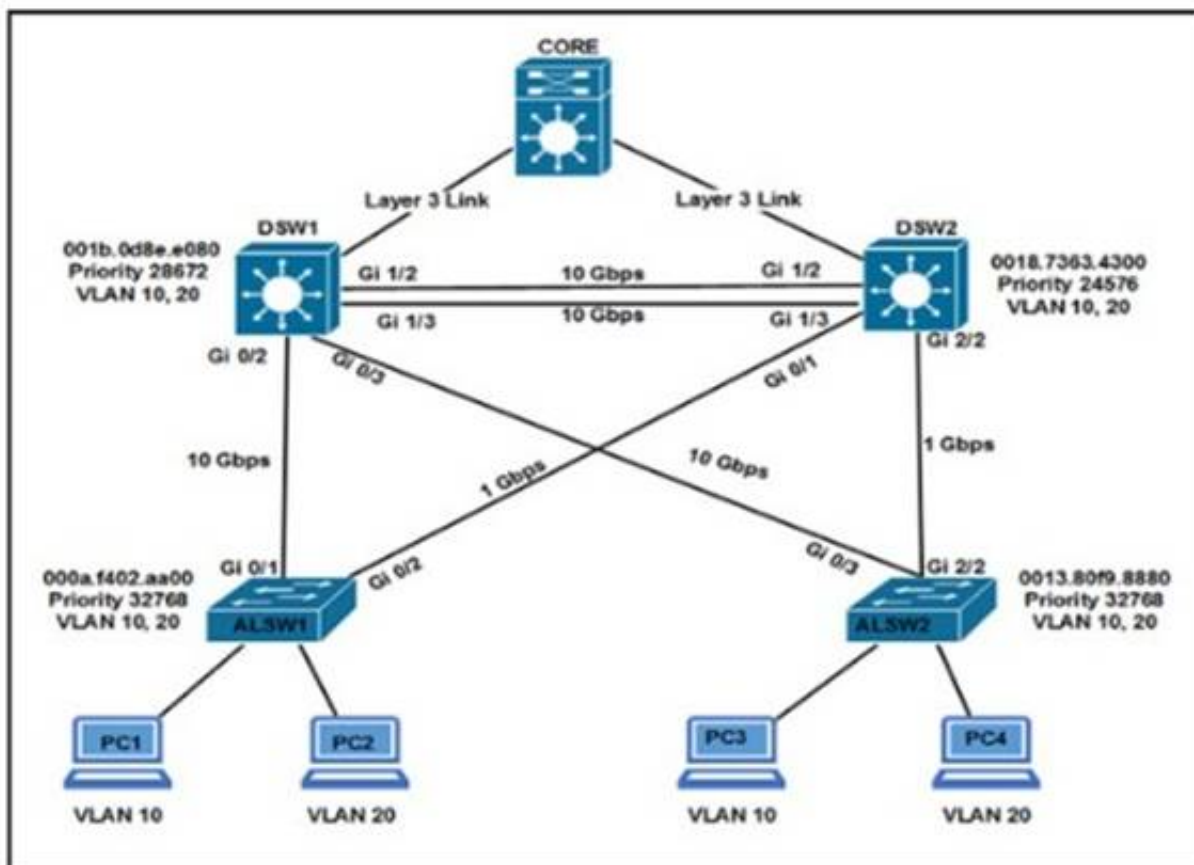 CORE
Layer 3 Link
Layer 3 Link
DSW1
DSW2
001b.0d8e.e080
Priority 28672
VLAN 10, 20
0018.7363.4300
Priority 24576
VLAN 10, 20
Gi 1/2
10 Gbps
Gi 1/2
Gi 1/3
10 Gbps
Gi 1/3
Gi 0/2
Gi 0/3
Gi 0/1
Gi 2/2
10 Gbps
1 Gbps
10 Gbps
1 Gbps
Gi 0/1
Gi 0/2
Gi 0/3
Gi 2/2
000a.f402.aa00
Priority 32768
VLAN 10, 20
ALSW1
ALSW2
0013.80f9.8880
Priority 32768
VLAN 10, 20
PC1
PC2
PC3
PC4
VLAN 10
VLAN 20
VLAN 10
VLAN 20